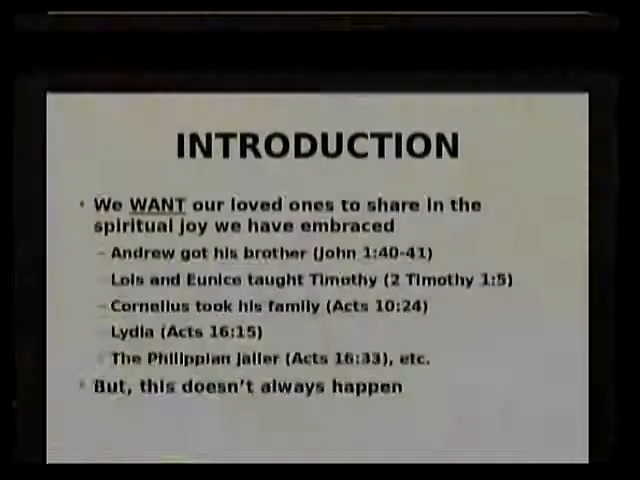 INTRODUCTION
• We WANT our loved ones to share in the
spiritual joy we have embraced
– Andrew got his brother (John 1:40-41)
– Lois and Eunice taught Timothy (2 Timothy 1:5)
– Cornelius took his family (Acts 10:24)
– Lydia (Acts 16:15)
– The Philippian jailer (Acts 16:33), etc.
• But, this doesn't always happen